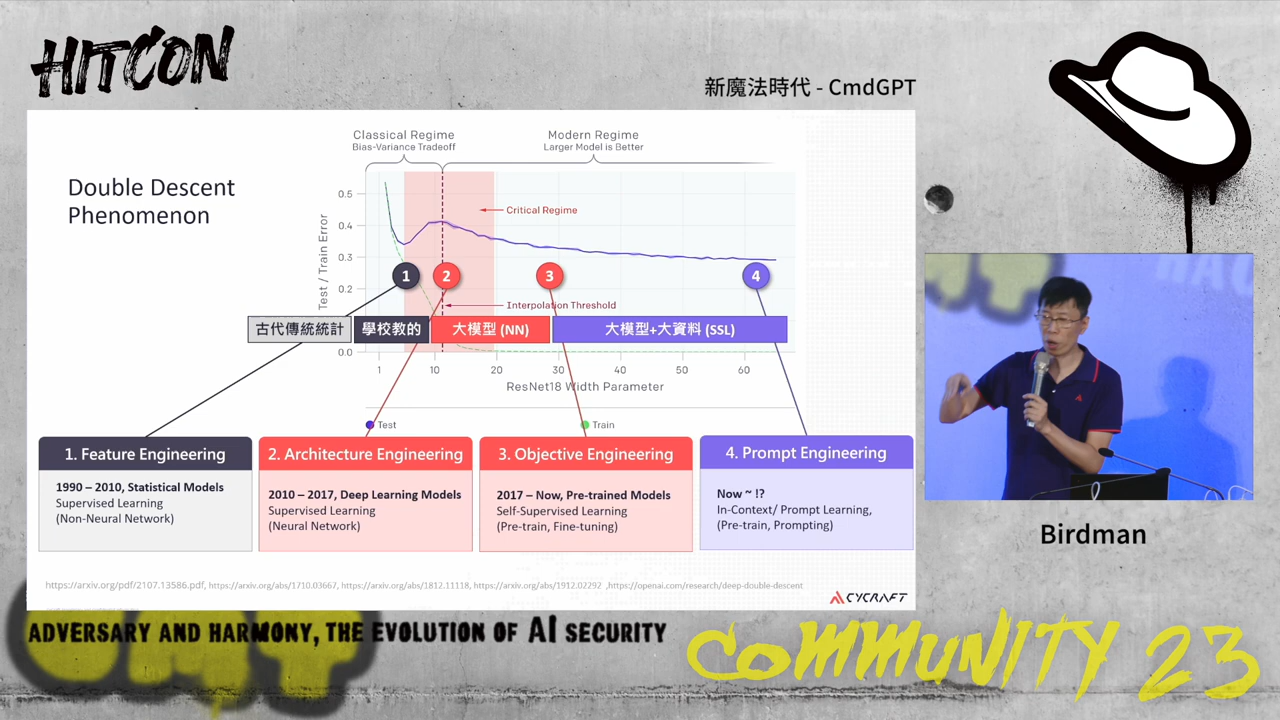 HITCON
新魔法時代 - CmdGPT
Double Descent
Phenomenon
Classical Regime
Bias-Variance Tradeoff
Modern Regime
Larger Model is Better
Critical Regime
Interpolation Threshold
Test / Train Error
0.5
0.4
0.3
0.2
0.0
1
2
3
4
古代傳統統計
學校教的
大模型 (NN)
大模型+大資料 (SSL)
1
10
20
30
40
50
60
ResNet18 Width Parameter
Test
Train
1. Feature Engineering
1990 – 2010, Statistical Models
Supervised Learning
(Non-Neural Network)
2. Architecture Engineering
2010 – 2017, Deep Learning Models
Supervised Learning
(Neural Network)
3. Objective Engineering
2017 – Now, Pre-trained Models
Self-Supervised Learning
(Pre-train, Fine-tuning)
4. Prompt Engineering
Now ~ !?
In-Context/ Prompt Learning,
(Pre-train, Prompting)
https://arxiv.org/pdf/2107.13586.pdf, https://arxiv.org/abs/1710.03667, https://arxiv.org/abs/1812.11118, https://arxiv.org/abs/1912.02292 ,https://openai.com/research/deep-double-descent
CYCRAFT
Birdman
ADVERSARY AND HARMONY, THE EVOLUTION OF AI SECURITY
COMMUNITY 23